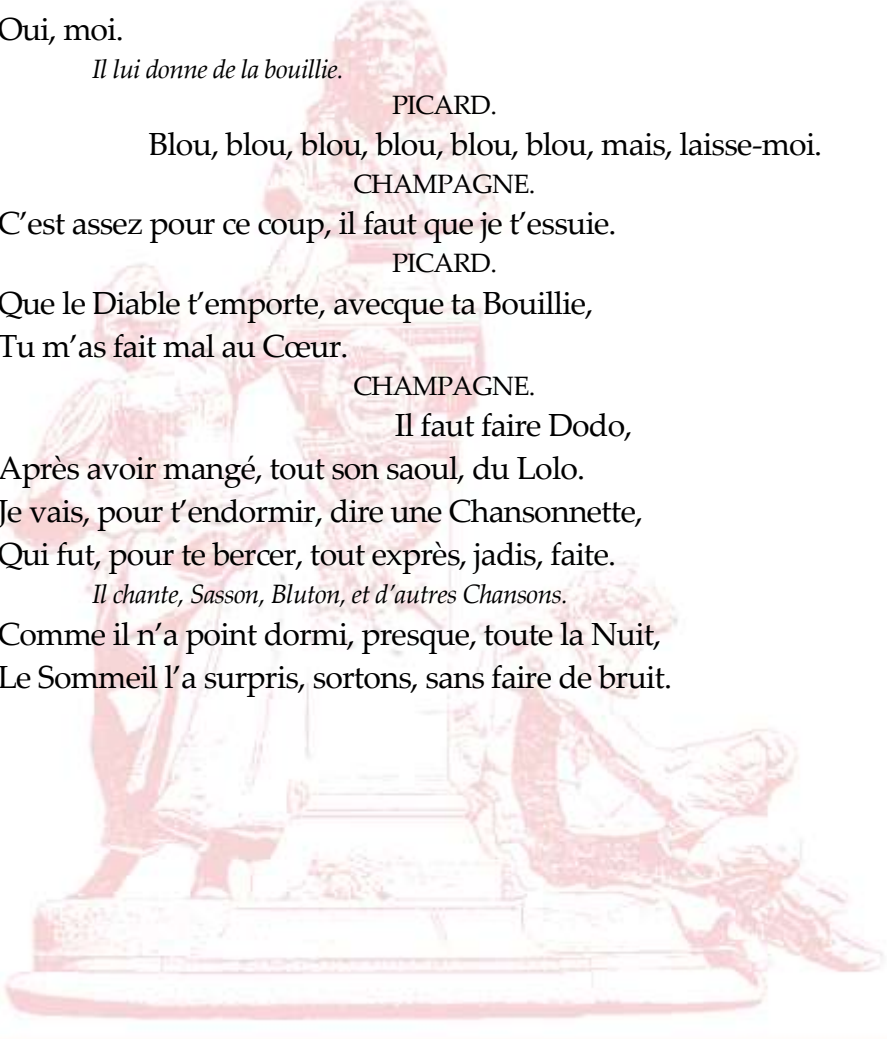 Oui, moi.
Il lui donne de la bouillie.
PICARD.
Blou, blou, blou, blou, blou, blou, mais, laisse-moi.
CHAMPAGNE.
C’est assez pour ce coup, il faut que je t’essuie.
PICARD.
Que le Diable t’emporte, avecque ta Bouillie,
Tu m’as fait mal au Cœur.
CHAMPAGNE.
Il faut faire Dodo,
Après avoir mangé, tout son saoul, du Lolo.
Je vais, pour t’endormir, dire une Chansonnette,
Qui fut, pour te bercer, tout exprès, jadis, faite.
Il chante, Sasson, Bluton, et d’autres Chansons.
Comme il n’a point dormi, presque, toute la Nuit,
Le Sommeil l’a surpris, sortons, sans faire de bruit.